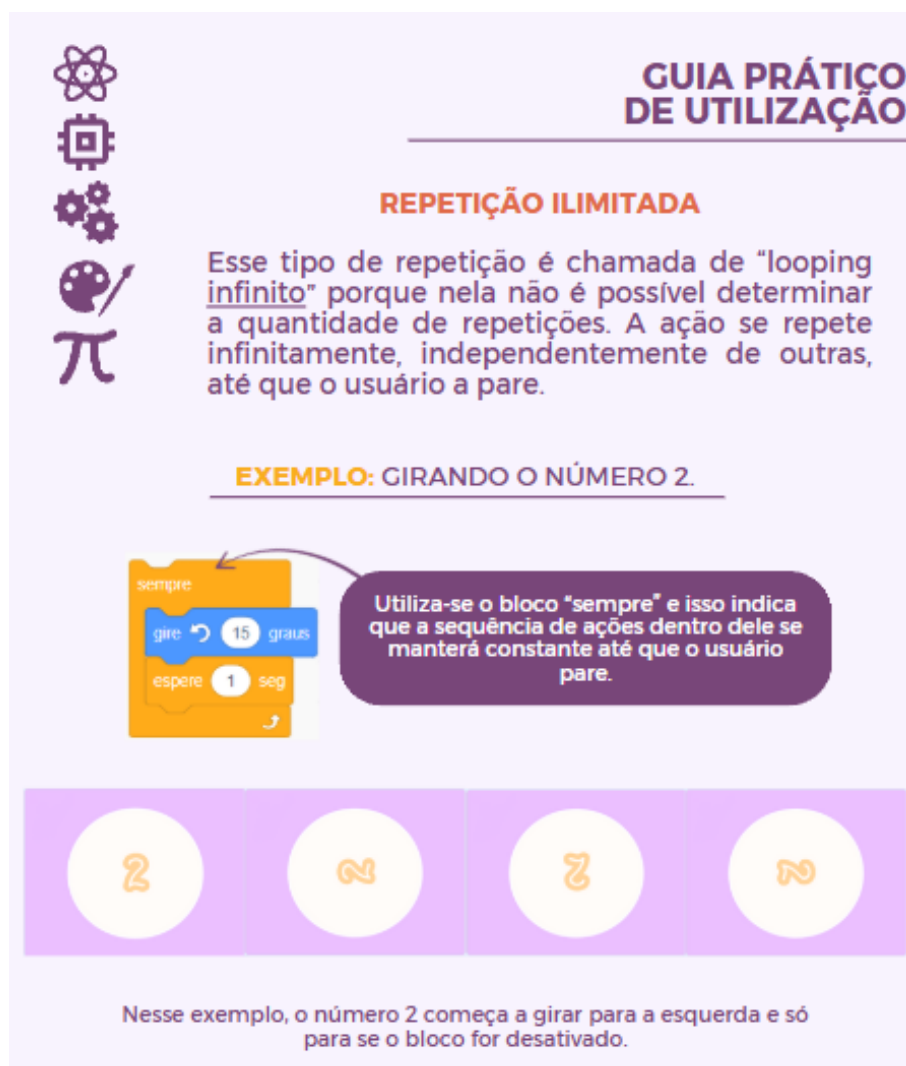 GUIA PRÁTICO
DE UTILIZAÇÃO
REPETIÇÃO ILIMITADA
Esse tipo de repetição é chamada de “looping
infinito” porque nela não é possível determinar
a quantidade de repetições. A ação se repete
infinitamente, independentemente de outras,
até que o usuário a pare.
EXEMPLO: GIRANDO O NÚMERO 2.
sempre
gire 15 graus
espere 1 seg
Utiliza-se o bloco “sempre” e isso indica
que a sequência de ações dentro dele se
manterá constante até que o usuário
pare.
2 2 2 2
Nesse exemplo, o número 2 começa a girar para a esquerda e só
para se o bloco for desativado.